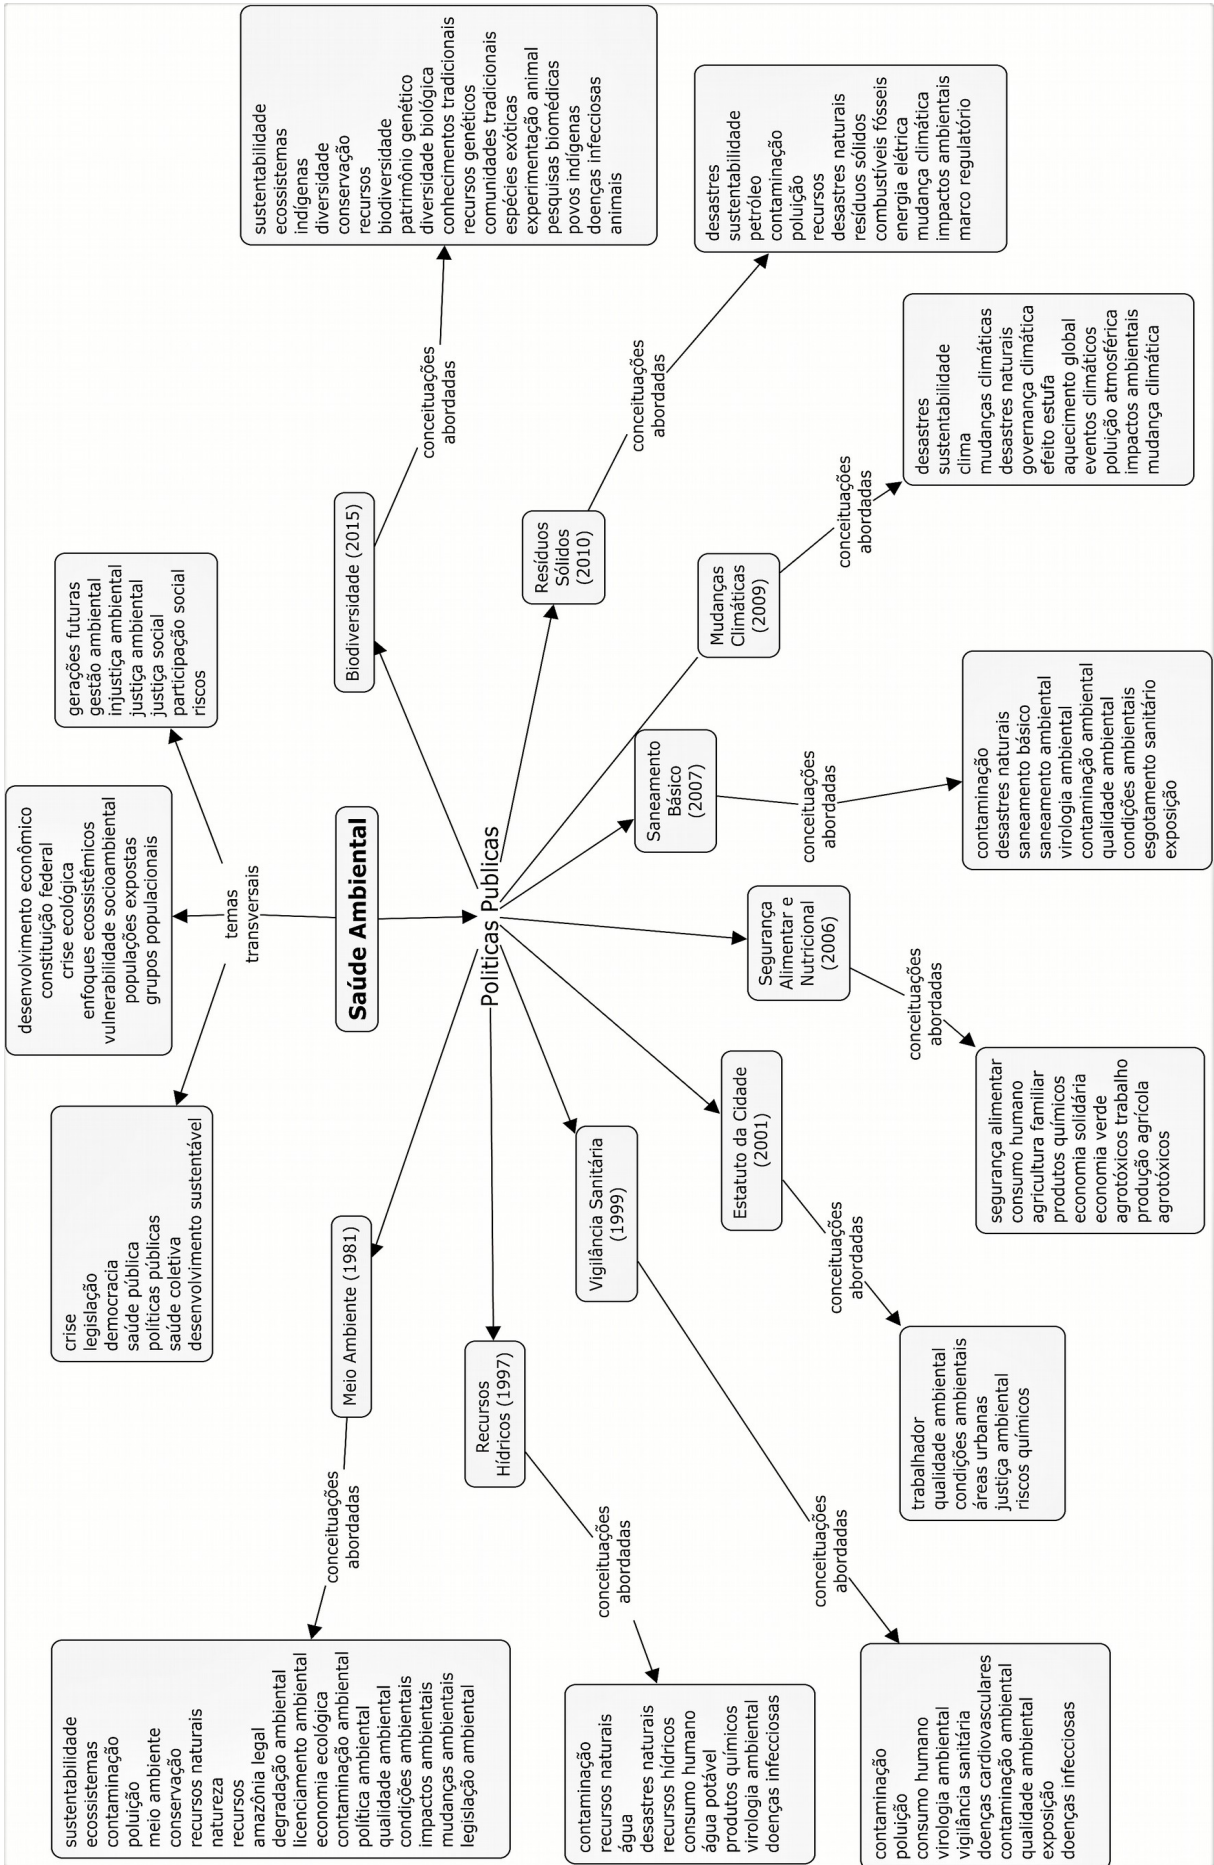 crise
legislação
democracia
saúde pública
políticas públicas
saúde coletiva
desenvolvimento sustentável
desenvolvimento econômico
constituição federal
crise ecológica
enfoques ecossistêmicos
vulnerabilidade socioambiental
populações expostas
grupos populacionais
gerações futuras
gestão ambiental
injustiça ambiental
justiça ambiental
justiça social
participação social
riscos
temas
transversais
Saúde Ambiental
Políticas Publicas
Meio Ambiente (1981)
conceituações
abordadas
sustentabilidade
ecossistemas
contaminação
poluição
meio ambiente
conservação
recursos naturais
natureza
recursos
amazônia legal
degradação ambiental
licenciamento ambiental
economia ecológica
contaminação ambiental
política ambiental
qualidade ambiental
condições ambientais
impactos ambientais
mudanças ambientais
legislação ambiental
Recursos
Hídricos (1997)
conceituações
abordadas
contaminação
recursos naturais
água
desastres naturais
recursos hídricos
consumo humano
água potável
produtos químicos
virologia ambiental
doenças infecciosas
Vigilância Sanitária
(1999)
conceituações
abordadas
contaminação
poluição
consumo humano
virologia ambiental
vigilância sanitária
doenças cardiovasculares
contaminação ambiental
qualidade ambiental
exposição
doenças infecciosas
Estatuto da Cidade
(2001)
conceituações
abordadas
trabalhador
qualidade ambiental
condições ambientais
áreas urbanas
justiça ambiental
riscos químicos
Segurança
Alimentar e
Nutricional
(2006)
conceituações
abordadas
segurança alimentar
consumo humano
agricultura familiar
produtos químicos
economia solidária
economia verde
agrotóxicos trabalho
produção agrícola
agrotóxicos
Saneamento
Básico
(2007)
conceituações
abordadas
contaminação
desastres naturais
saneamento básico
saneamento ambiental
virologia ambiental
contaminação ambiental
qualidade ambiental
condições ambientais
esgotamento sanitário
exposição
Mudanças
Climáticas
(2009)
conceituações
abordadas
desastres
sustentabilidade
clima
mudanças climáticas
desastres naturais
governança climática
efeito estufa
aquecimento global
eventos climáticos
poluição atmosférica
impactos ambientais
mudança climática
Resíduos
Sólidos
(2010)
conceituações
abordadas
desastres
sustentabilidade
petróleo
contaminação
poluição
recursos
desastres naturais
resíduos sólidos
combustíveis fósseis
energia elétrica
mudança climática
impactos ambientais
marco regulatório
Biodiversidade (2015)
conceituações
abordadas
sustentabilidade
ecossistemas
indígenas
diversidade
conservação
recursos
biodiversidade
patrimônio genético
diversidade biológica
conhecimentos tradicionais
recursos genéticos
comunidades tradicionais
espécies exóticas
experimentação animal
pesquisas biomédicas
povos indígenas
doenças infecciosas
animais